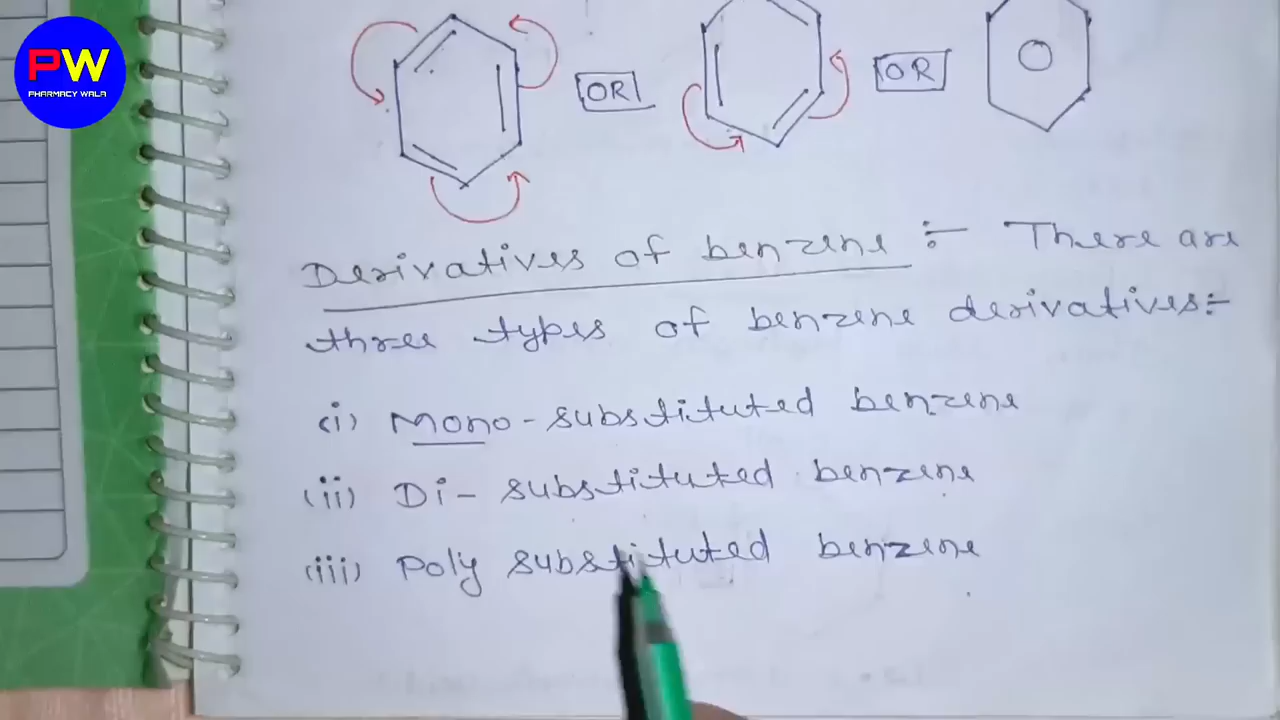 PW
PHARMACY WALA
OR
OR
Derivatives of benzene :- There are
three types of benzene derivatives:-
(i) Mono-substituted benzene
(ii) Di-substituted benzene
(iii) Poly substituted benzene